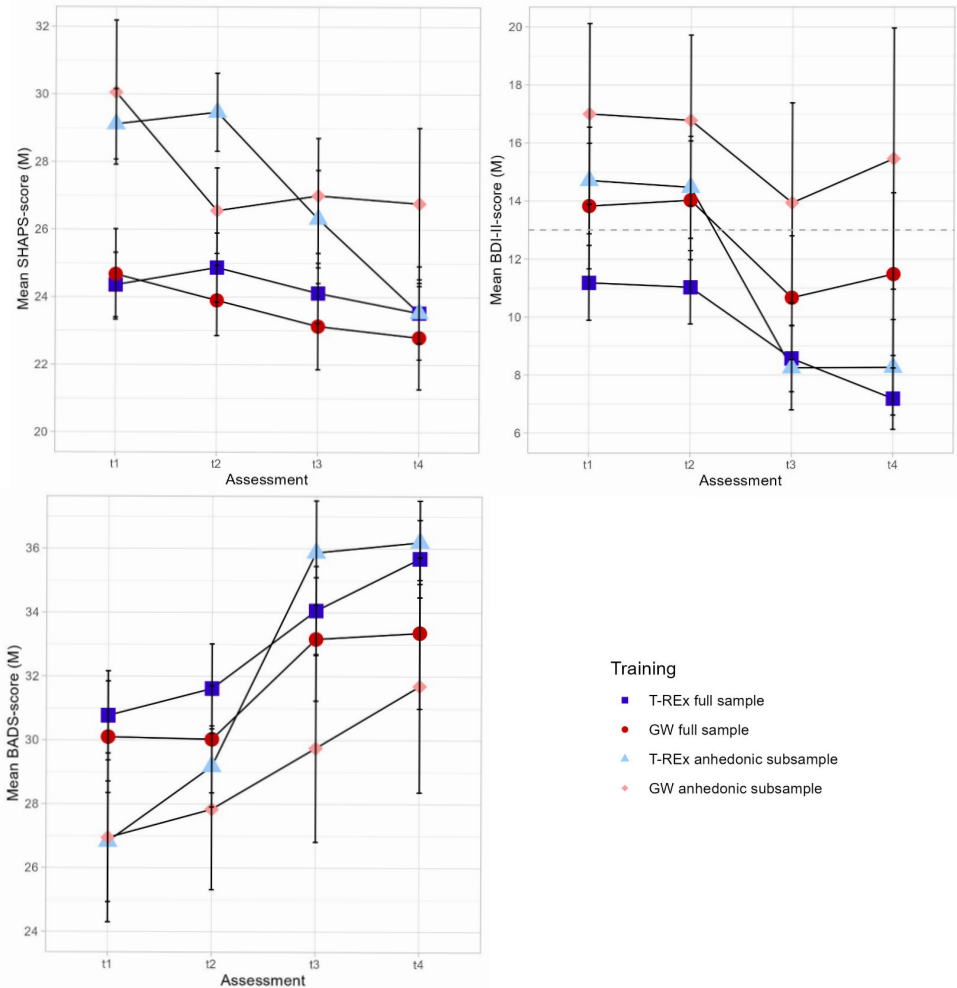 Mean SHAPS-score (M)
32
30
28
26
24
22
20
t1 t2 t3 t4
Assessment
Mean BDI-II-score (M)
20
18
16
14
12
10
8
6
t1 t2 t3 t4
Assessment
Mean BADS-score (M)
36
34
32
30
28
26
24
t1 t2 t3 t4
Assessment
Training
T-REx full sample
GW full sample
T-REx anhedonic subsample
GW anhedonic subsample